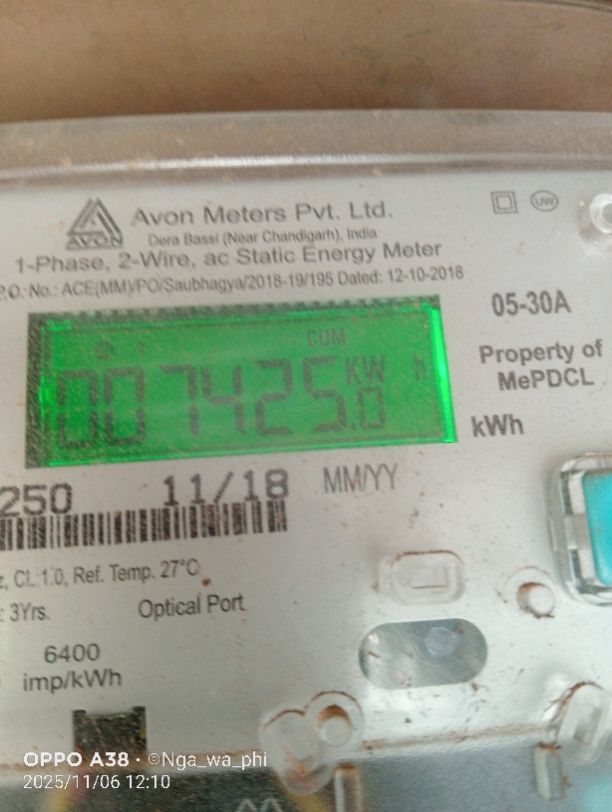 Avon Meters Pvt. Ltd.
AVON
Dera Bassi (Near Chandigarh), India
UW
1-Phase, 2-Wire, ac Static Energy Meter
P.O. No.: ACE(MM)/PO/Saubhagya/2018-19/195 Dated: 12-10-2018
05-30A
CUM
007425.0 KW h
Property of
MePDCL
kWh
250 11/18 MM/YY
z, CL:1.0, Ref. Temp. 27°C
: 3Yrs. Optical Port
6400
imp/kWh
OPPO A38 · ©Nga_wa_phi
2025/11/06 12:10